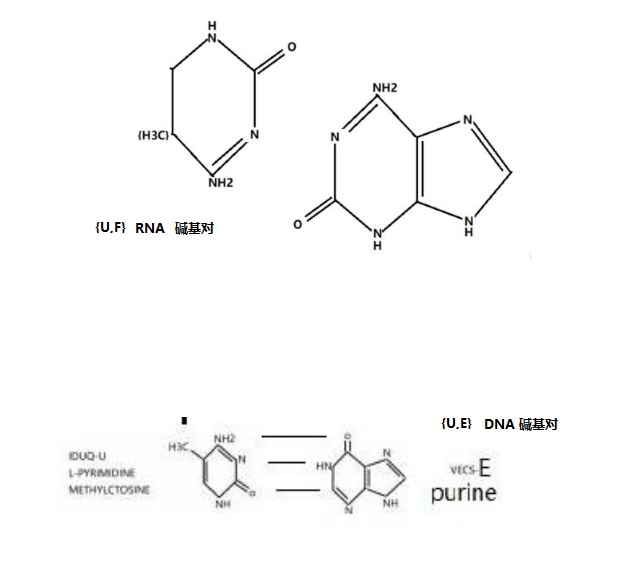 H
N
O
{H3C}
N
NH2
NH2
N
N
O
N
H
N
H
{U,F} RNA 碱基对
{U,E} DNA 碱基对
NH2
H3C
N
O
NH
O
HN
N
N
NH
IDUQ-U
L-PYRIMIDINE
METHYLCTOSINE
VECS-E
purine